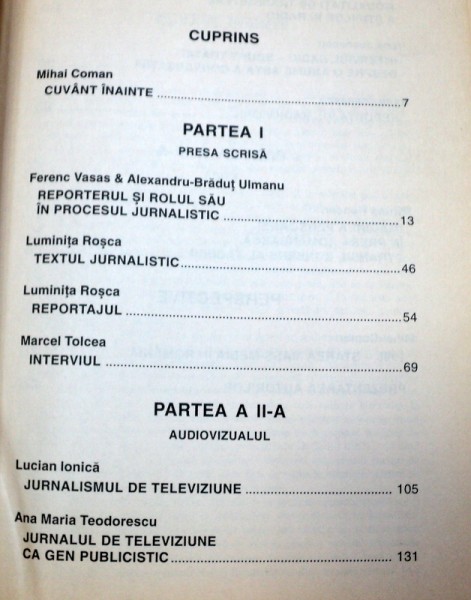 CUPRINS
Mihai Coman
CUVÂNT ÎNAINTE ........................................ 7
PARTEA I
PRESA SCRISĂ
Ferenc Vasas & Alexandru-Brăduț Ulmanu
REPORTERUL ȘI ROLUL SĂU
ÎN PROCESUL JURNALISTIC ........................... 13
Luminița Roșca
TEXTUL JURNALISTIC ................................... 46
Luminița Roșca
REPORTAJUL ............................................. 54
Marcel Tolcea
INTERVIUL ................................................ 69
PARTEA A II-A
AUDIOVIZUALUL
Lucian Ionică
JURNALISMUL DE TELEVIZIUNE ........................... 105
Ana Maria Teodorescu
JURNALUL DE TELEVIZIUNE
CA GEN PUBLICISTIC ..................................... 131